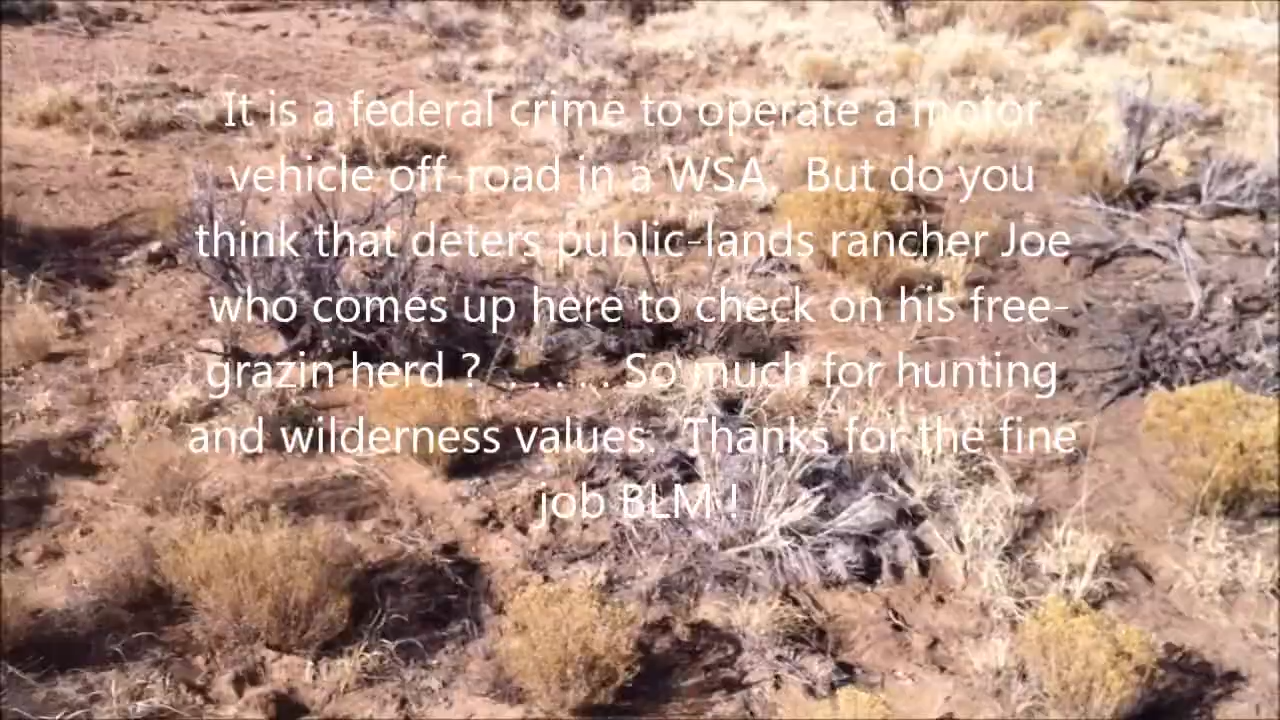 It is a federal crime to operate a motor
vehicle off-road in a WSA.  But do you
think that deters public-lands rancher Joe
who comes up here to check on his free-
grazin herd ?  . . . . . So much for hunting
and wilderness values.  Thanks for the fine
job BLM !